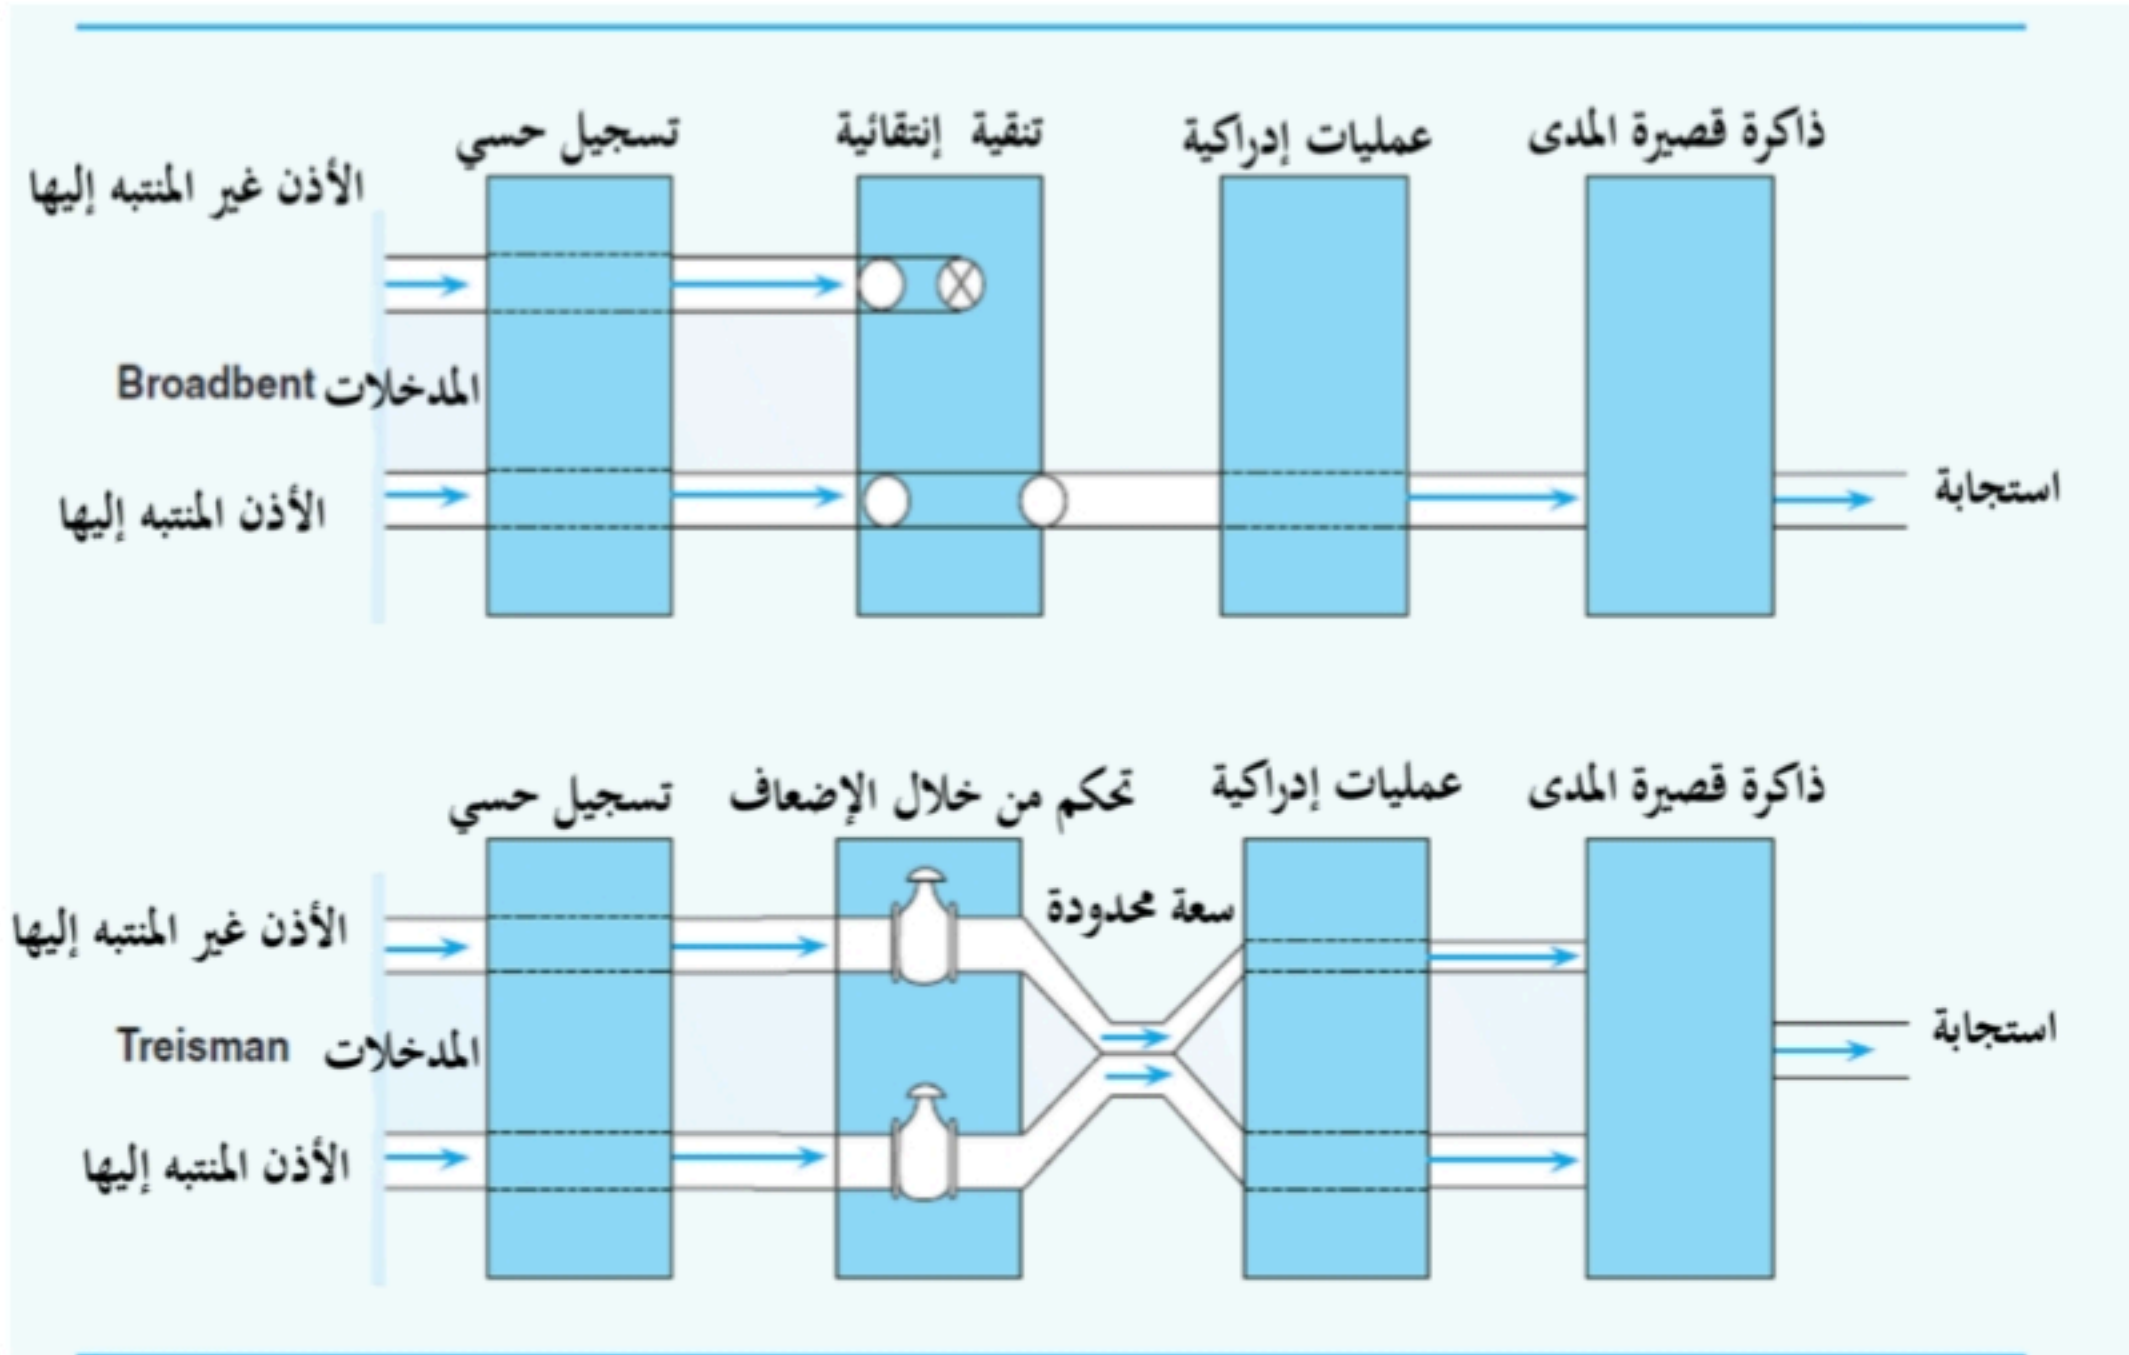 تسجيل حسي
تنقية إنتقائية
عمليات إدراكية
ذاكرة قصيرة المدى
الأذن غير المنتبه إليها
المدخلات Broadbent
الأذن المنتبه إليها
استجابة
تسجيل حسي
تحكم من خلال الإضعاف
عمليات إدراكية
ذاكرة قصيرة المدى
سعة محدودة
الأذن غير المنتبه إليها
المدخلات Treisman
الأذن المنتبه إليها
استجابة